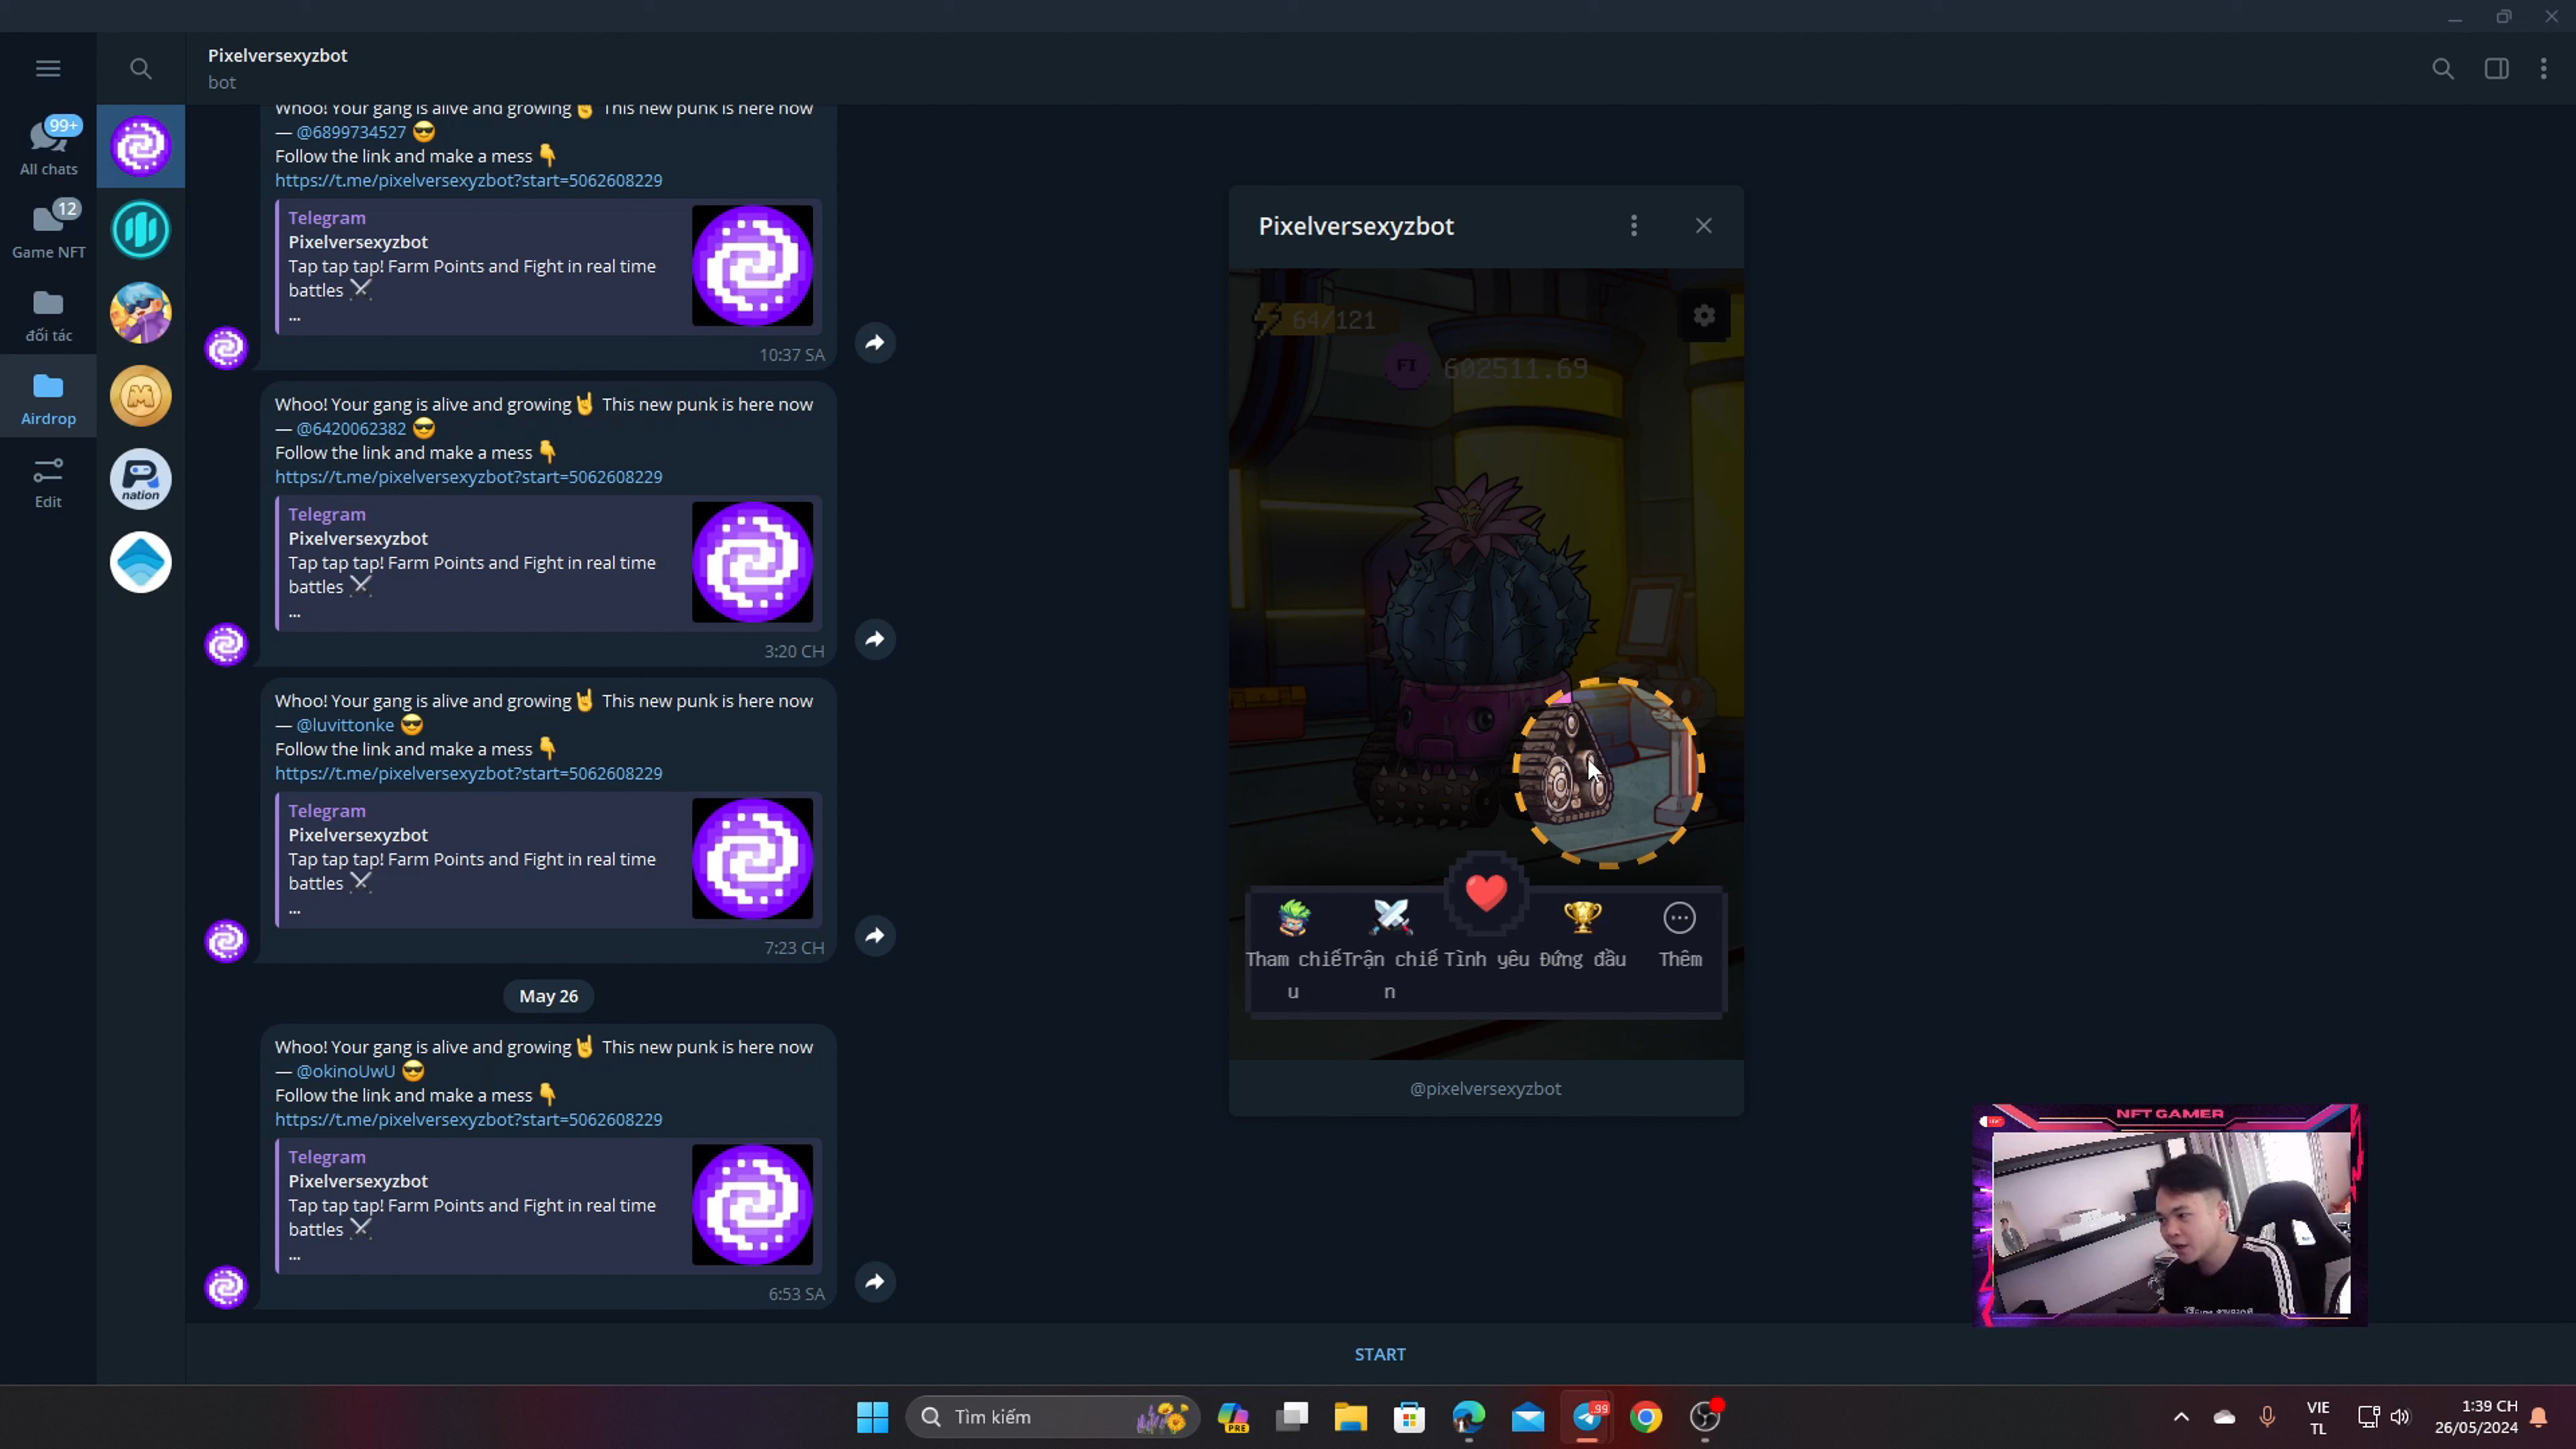 Pixelversexyzbot
bot
99+
All chats
12
Game NFT
đối tác
Airdrop
Edit
nation
Whoo! Your gang is alive and growing🤘 This new punk is here now
— @6899734527 😎
Follow the link and make a mess 👇
https://t.me/pixelversexyzbot?start=5062608229
Telegram
Pixelversexyzbot
Tap tap tap! Farm Points and Fight in real time
battles ⚔️
...
10:37 SA
Whoo! Your gang is alive and growing🤘 This new punk is here now
— @6420062382 😎
Follow the link and make a mess 👇
https://t.me/pixelversexyzbot?start=5062608229
Telegram
Pixelversexyzbot
Tap tap tap! Farm Points and Fight in real time
battles ⚔️
...
3:20 CH
Whoo! Your gang is alive and growing🤘 This new punk is here now
— @luvittonke 😎
Follow the link and make a mess 👇
https://t.me/pixelversexyzbot?start=5062608229
Telegram
Pixelversexyzbot
Tap tap tap! Farm Points and Fight in real time
battles ⚔️
...
7:23 CH
May 26
Whoo! Your gang is alive and growing🤘 This new punk is here now
— @okinoUwU 😎
Follow the link and make a mess 👇
https://t.me/pixelversexyzbot?start=5062608229
Telegram
Pixelversexyzbot
Tap tap tap! Farm Points and Fight in real time
battles ⚔️
...
6:53 SA
Pixelversexyzbot
64/121
FI 602511.69
Tham chiếu
Trận chiến
Tình yêu
Đứng đầu
Thêm
@pixelversexyzbot
NFT GAMER
START
Tìm kiếm
PRE
99
VIE
TL
1:39 CH
26/05/2024